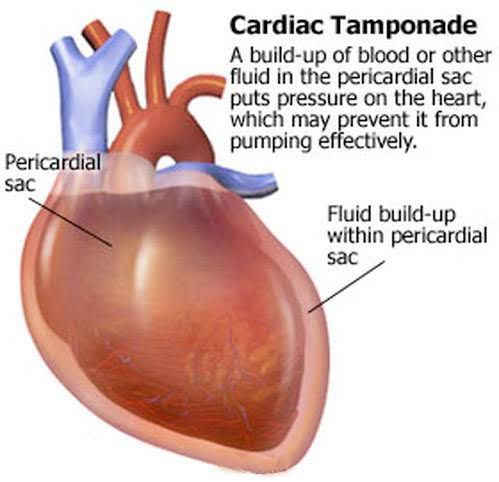 Cardiac Tamponade
A build-up of blood or other
fluid in the pericardial sac
puts pressure on the heart,
which may prevent it from
pumping effectively.
Pericardial
sac
Fluid build-up
within pericardial
sac